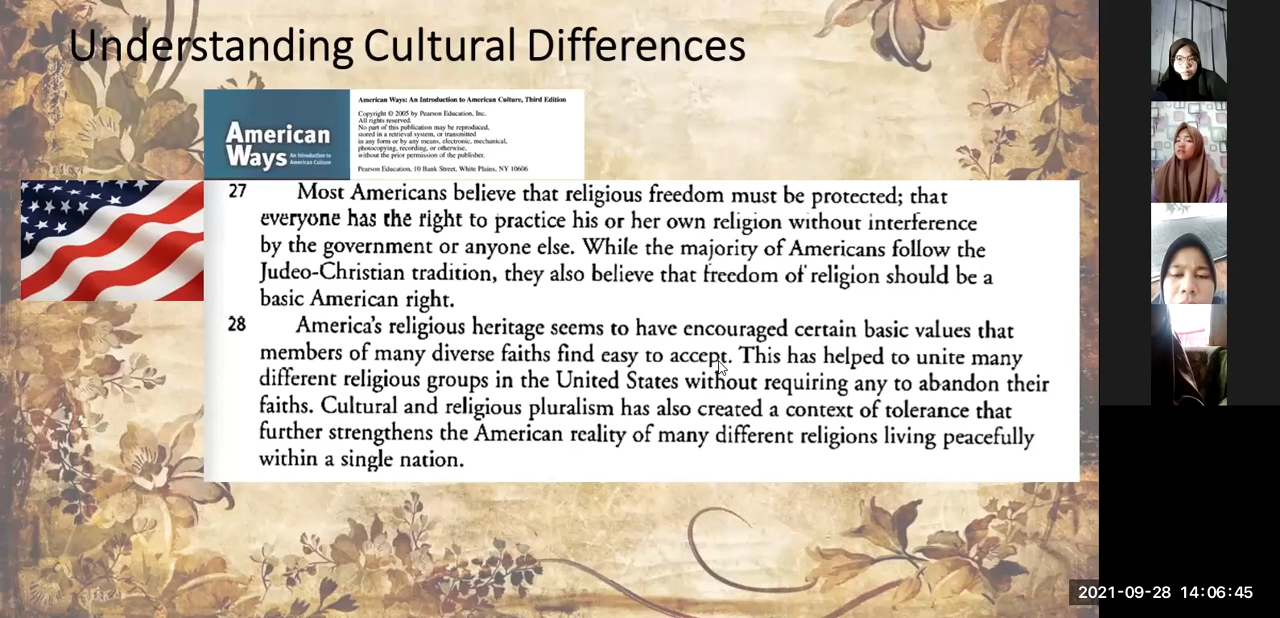 Understanding Cultural Differences
American
Ways
An Introduction to
American Culture
American Ways: An Introduction to American Culture, Third Edition
Copyright © 2005 by Pearson Education, Inc.
All rights reserved.
No part of this publication may be reproduced,
stored in a retrieval system, or transmitted
in any form or by any means, electronic, mechanical,
photocopying, recording, or otherwise,
without the prior permission of the publisher.
Pearson Education, 10 Bank Street, White Plains, NY 10606
27 Most Americans believe that religious freedom must be protected; that
everyone has the right to practice his or her own religion without interference
by the government or anyone else. While the majority of Americans follow the
Judeo-Christian tradition, they also believe that freedom of religion should be a
basic American right.
28 America's religious heritage seems to have encouraged certain basic values that
members of many diverse faiths find easy to accept. This has helped to unite many
different religious groups in the United States without requiring any to abandon their
faiths. Cultural and religious pluralism has also created a context of tolerance that
further strengthens the American reality of many different religions living peacefully
within a single nation.
2021-09-28 14:06:45